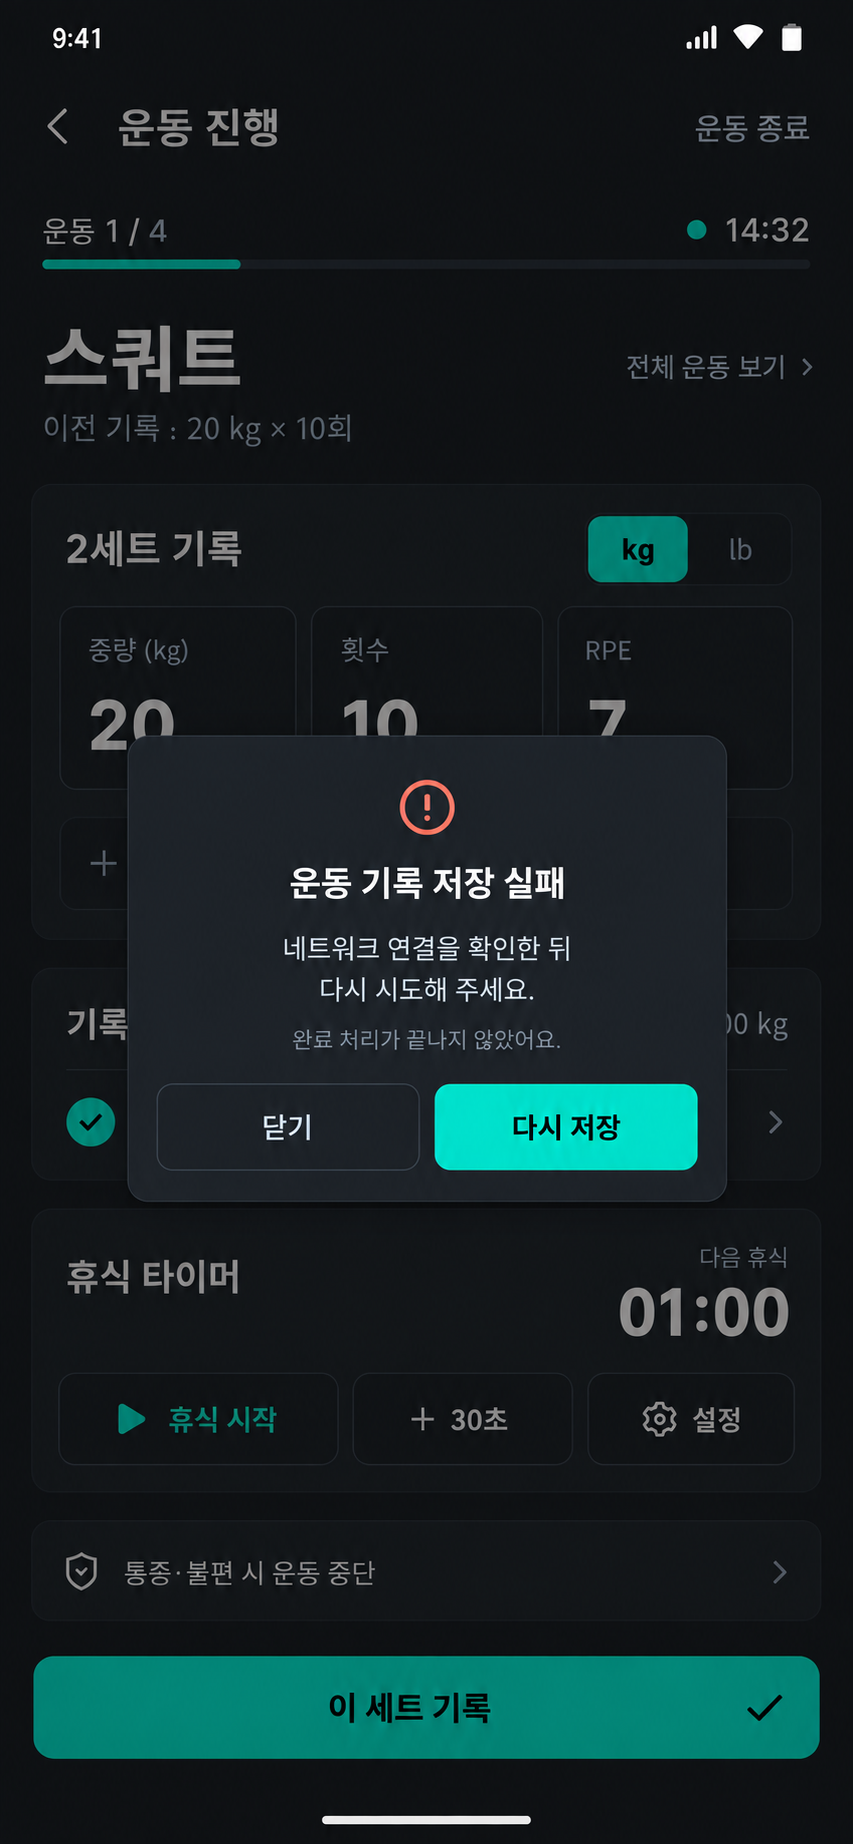 9:41
운동 진행
운동 종료
운동 1 / 4
14:32
스쿼트
전체 운동 보기
이전 기록 : 20 kg × 10회
2세트 기록
kg
lb
중량 (kg)
횟수
RPE
20
10
7
운동 기록 저장 실패
네트워크 연결을 확인한 뒤
다시 시도해 주세요.
기록
kg
완료 처리가 끝나지 않았어요.
닫기
다시 저장
휴식 타이머
다음 휴식
01:00
휴식 시작
+ 30초
설정
통증·불편 시 운동 중단
이 세트 기록